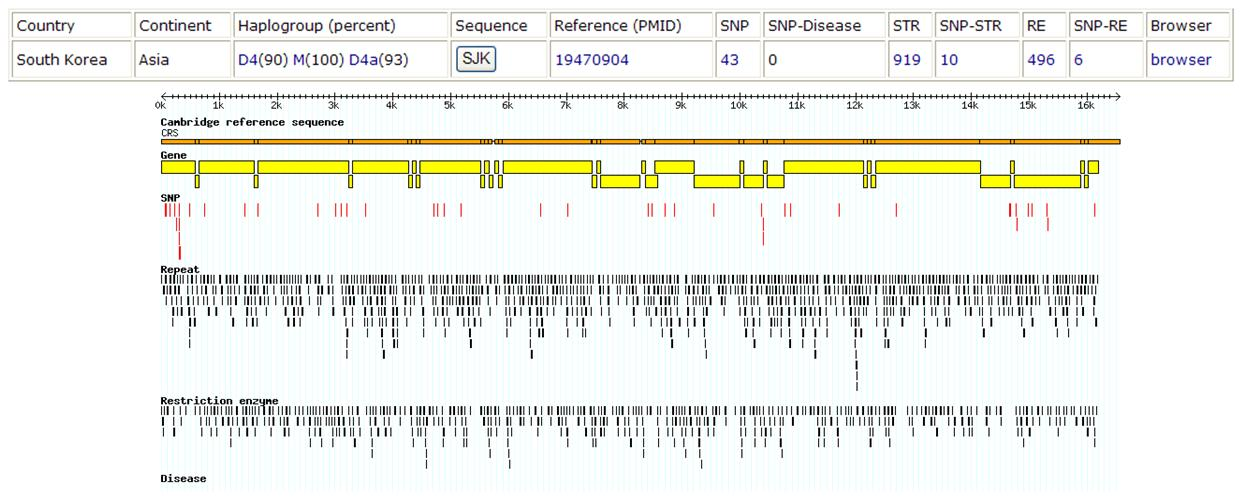 Country Continent Haplogroup (percent) Sequence Reference (PMID) SNP SNP-Disease STR SNP-STR RE SNP-RE Browser
South Korea Asia D4(90) M(100) D4a(93) SJK 19470904 43 0 919 10 496 6 browser
0k 1k 2k 3k 4k 5k 6k 7k 8k 9k 10k 11k 12k 13k 14k 15k 16k
Cambridge reference sequence
CRS
Gene
SNP
Repeat
Restriction enzyme
Disease